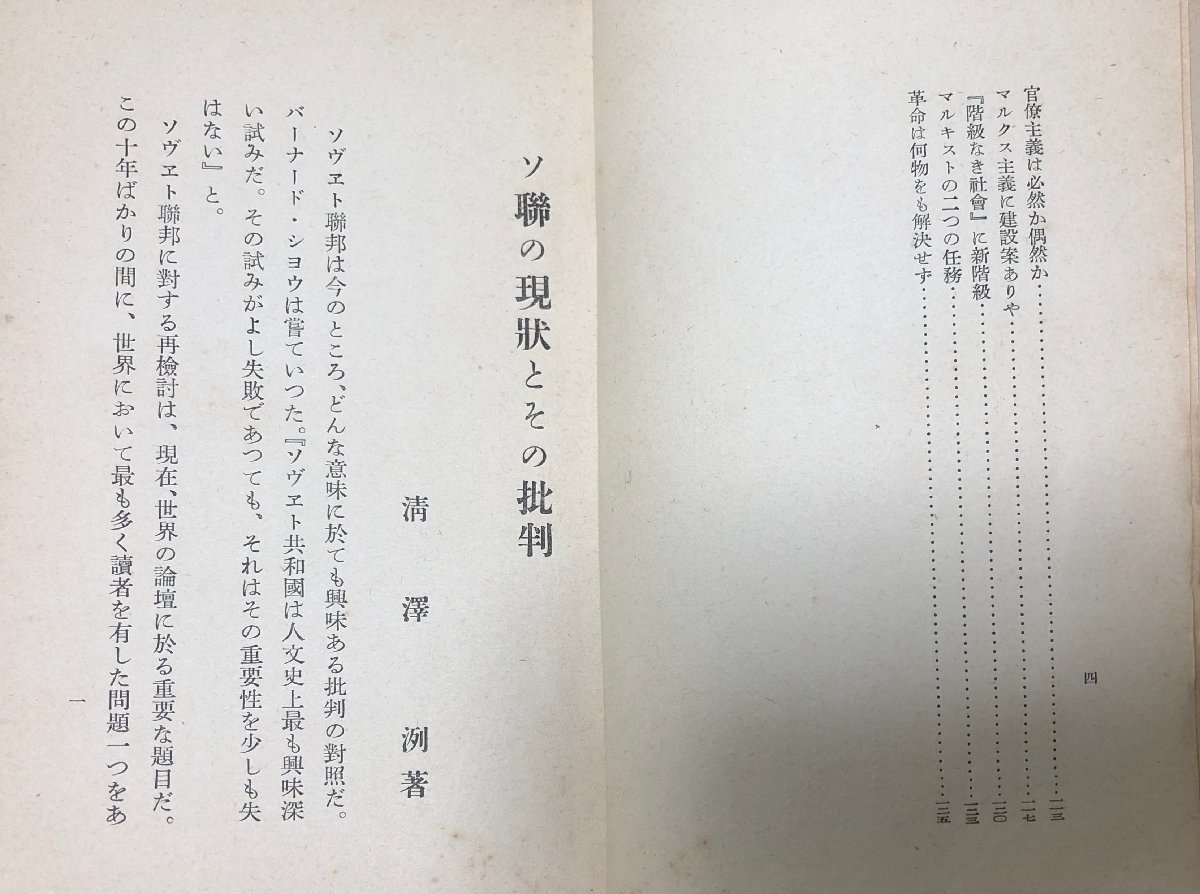 官僚主義は必然か偶然か……一一三
マルクス主義に建設案ありや……一一七
『階級なき社會』に新階級……一二〇
マルキストの二つの任務……一二三
革命は何物をも解決せず……一二五
四
ソ聯の現狀とその批判
淸澤洌著
ソヴヱト聯邦は今のところ、どんな意味に於ても興味ある批判の對照だ。
バーナード・シヨウは嘗ていつた。『ソヴヱト共和國は人文史上最も興味深
い試みだ。その試みがよし失敗であつても、それはその重要性を少しも失
はない』と。
ソヴヱト聯邦に對する再檢討は、現在、世界の論壇に於る重要な題目だ。
この十年ばかりの間に、世界において最も多く讀者を有した問題一つをあ
一